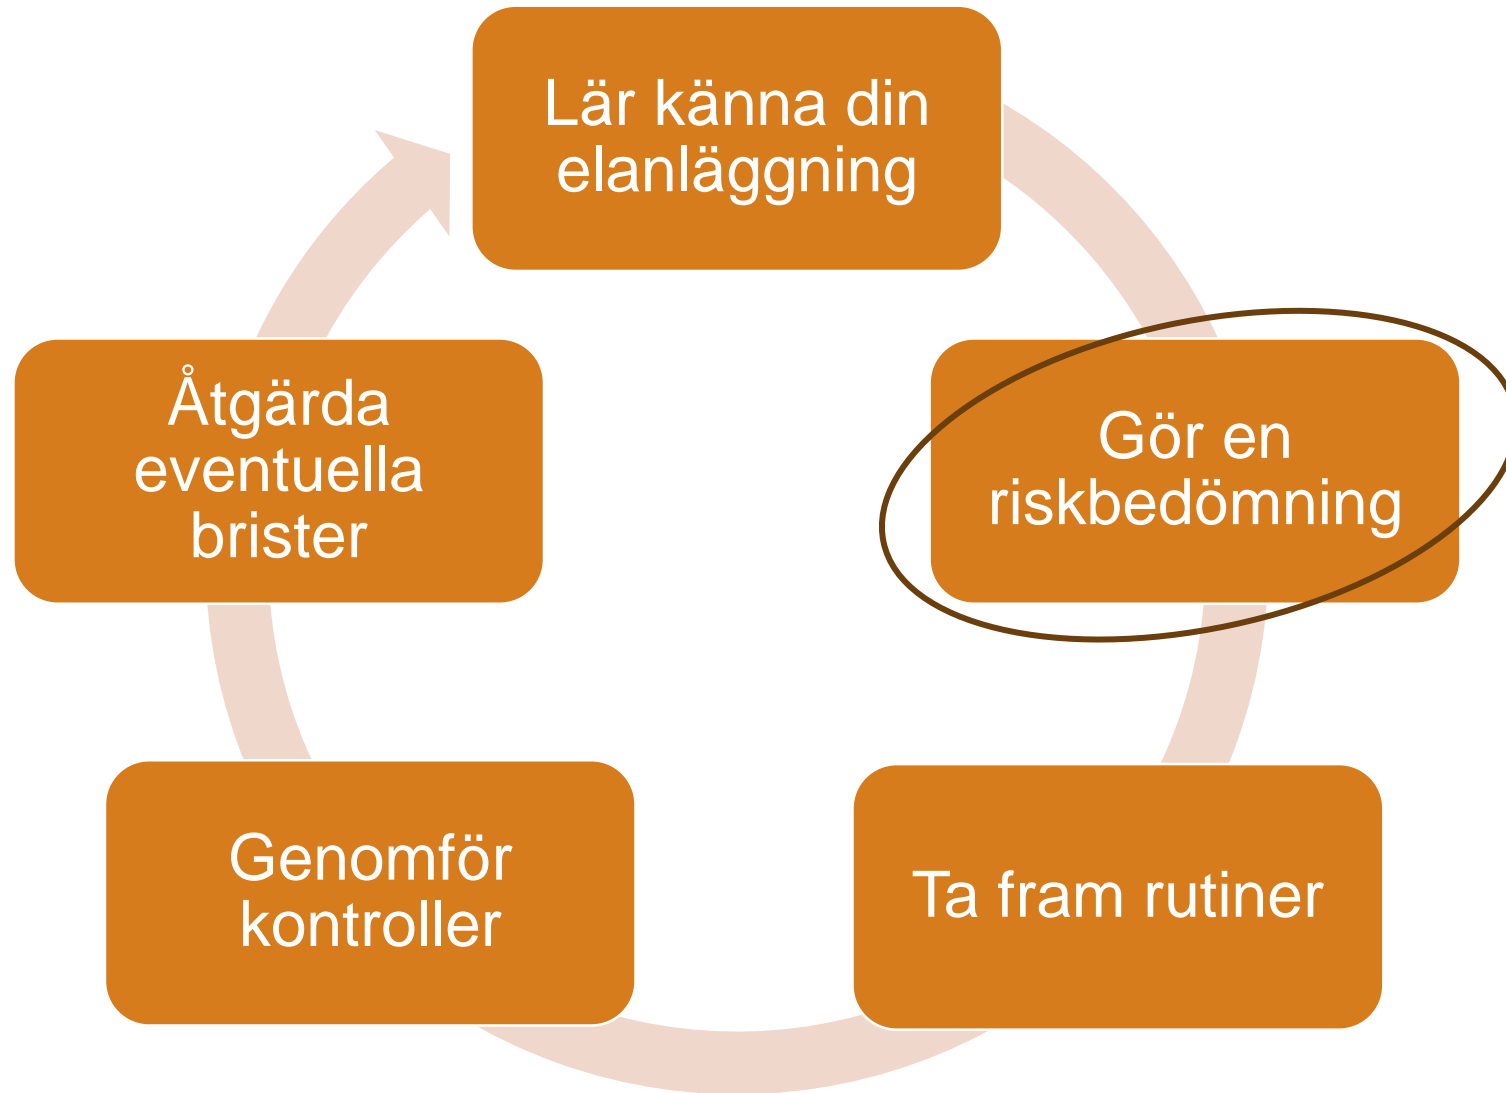 Lär känna din
elanläggning
Gör en
riskbedömning
Ta fram rutiner
Genomför
kontroller
Åtgärda
eventuella
brister